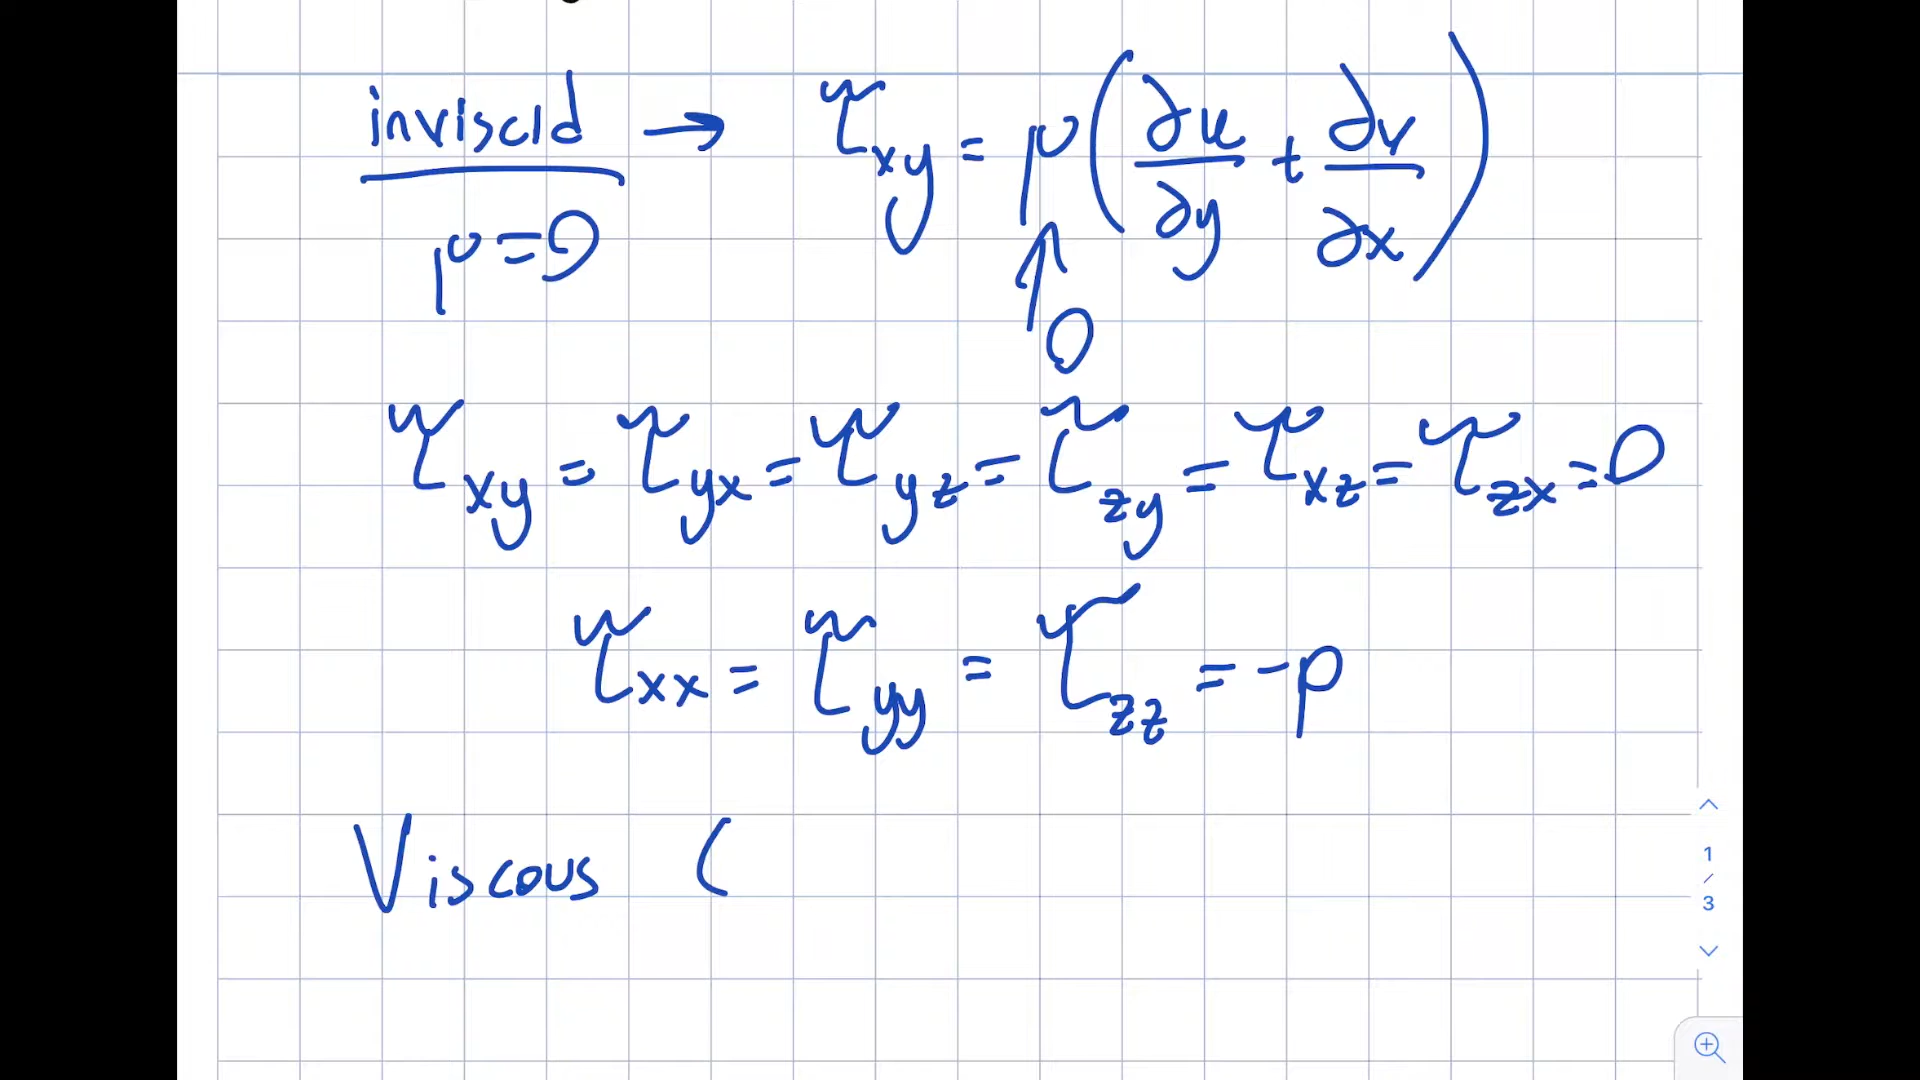 inviscid → τxy = μ(∂u/∂y + ∂v/∂x)
μ=0
0
τxy = τyx = τyz = τzy = τxz = τzx = 0
τxx = τyy = τzz = -p
Viscous (
1
/
3